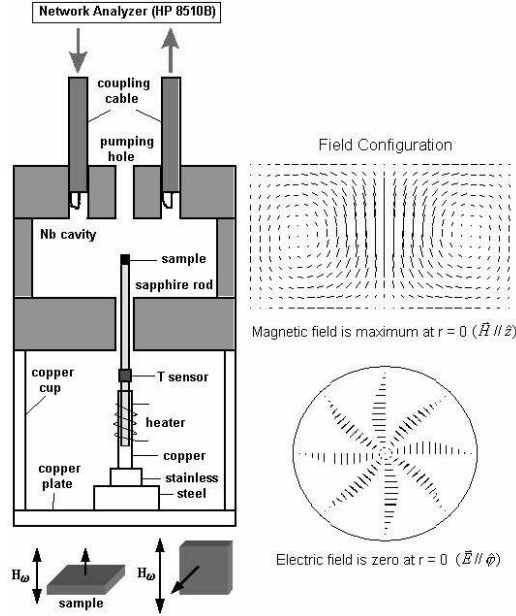 Network Analyzer (HP 8510B)
coupling
cable
pumping
hole
Nb cavity
sample
sapphire rod
T sensor
copper
cup
heater
copper
copper
plate
stainless
steel
Hω
sample
Hω
Field Configuration
Magnetic field is maximum at r = 0 (H⃗ // ẑ)
Electric field is zero at r = 0 (E⃗ // φ̂)